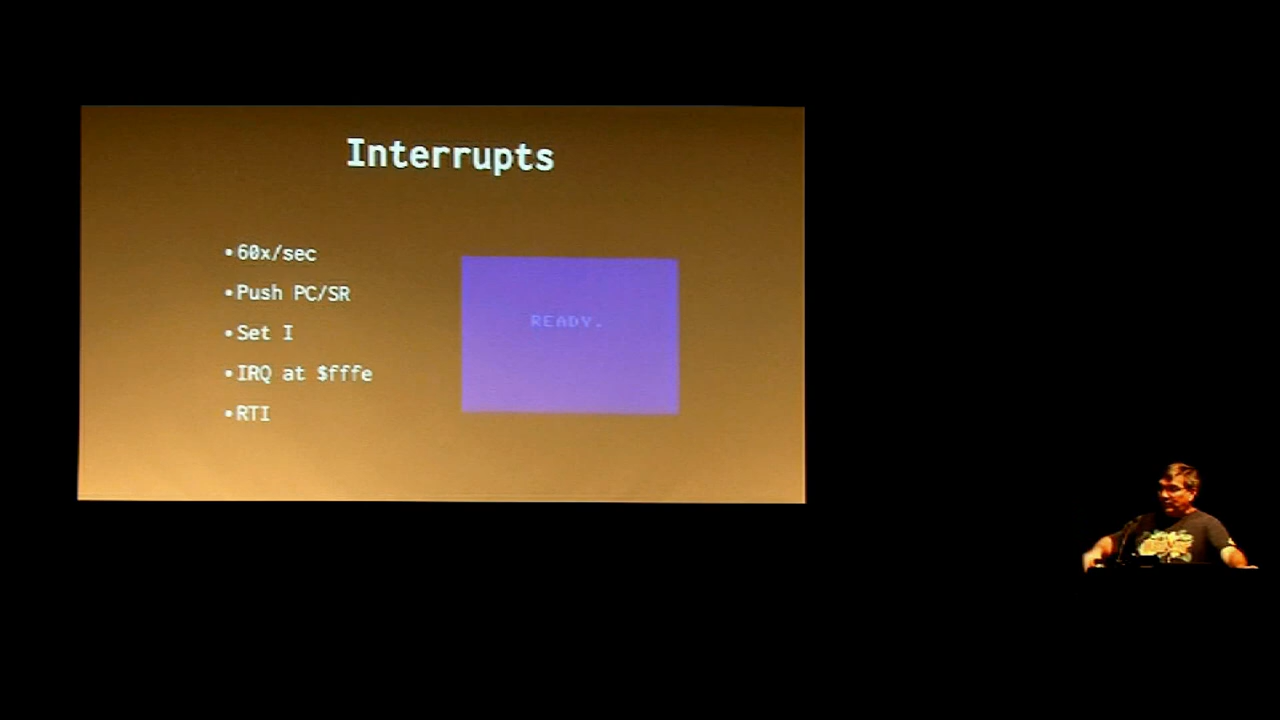 Interrupts
•60x/sec
•Push PC/SR
•Set I
•IRQ at $fffe
•RTI
READY.